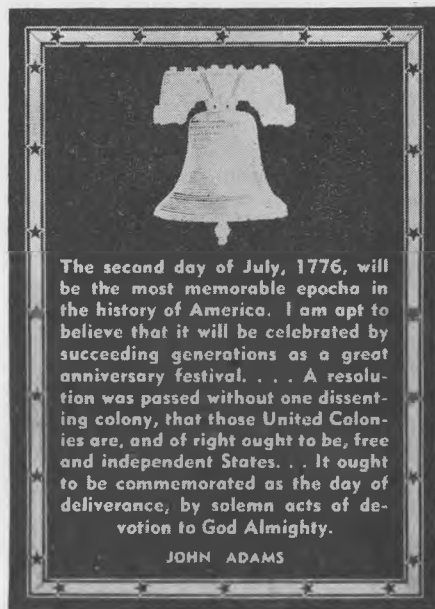 The second day of July, 1776, will
be the most memorable epocha in
the history of America. I am apt to
believe that it will be celebrated by
succeeding generations as a great
anniversary festival. . . . A resolu-
tion was passed without one dissent-
ing colony, that those United Colon-
ies are, and of right ought to be, free
and independent States. . . It ought
to be commemorated as the day of
deliverance, by solemn acts of de-
votion to God Almighty.
JOHN ADAMS